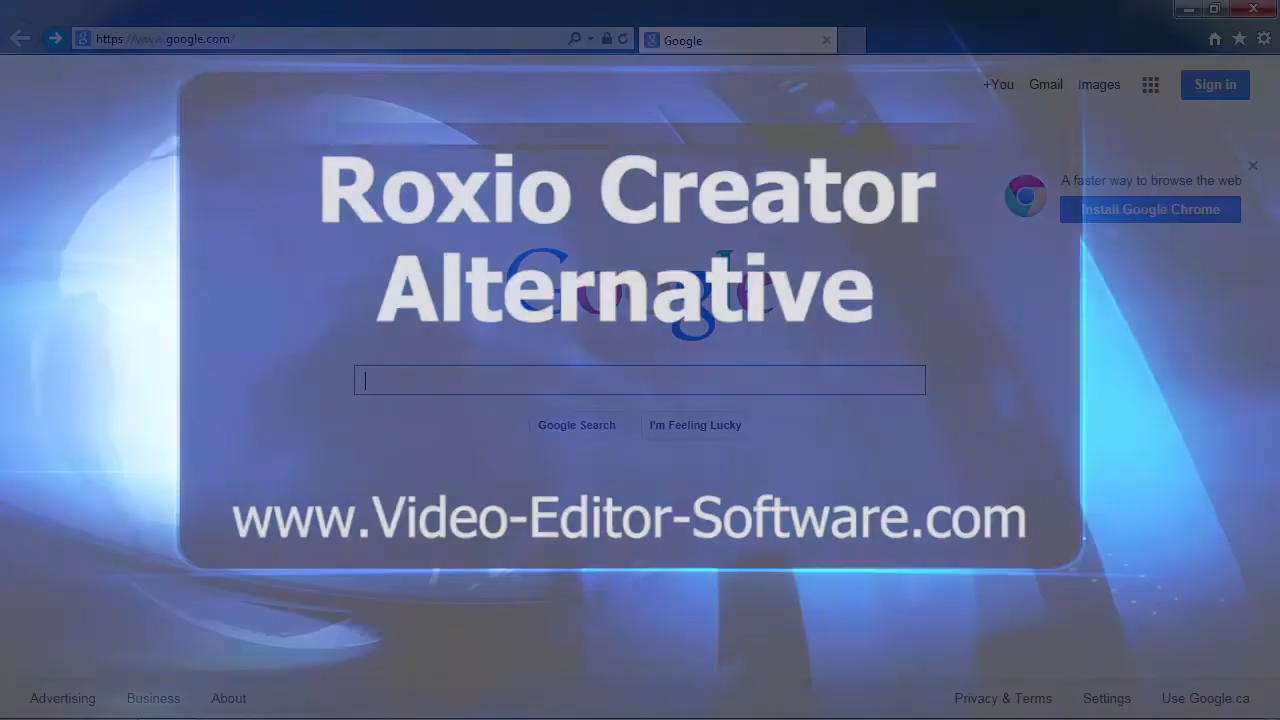 https://www.google.com/
Google
+You Gmail Images Sign in
A faster way to browse the web
Install Google Chrome
Roxio Creator
Alternative
Google
Google Search I'm Feeling Lucky
www.Video-Editor-Software.com
Advertising Business About Privacy & Terms Settings Use Google.ca